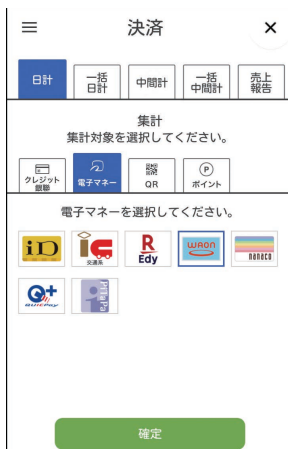 決済
日計
一括
日計
中間計
一括
中間計
売上
報告
集計
集計対象を選択してください。
クレジット
銀聯
電子マネー
QR
P
ポイント
電子マネーを選択してください。
iD
交通系
R
Edy
WAON
nanaco
QUICPay
PiTaPa
確定